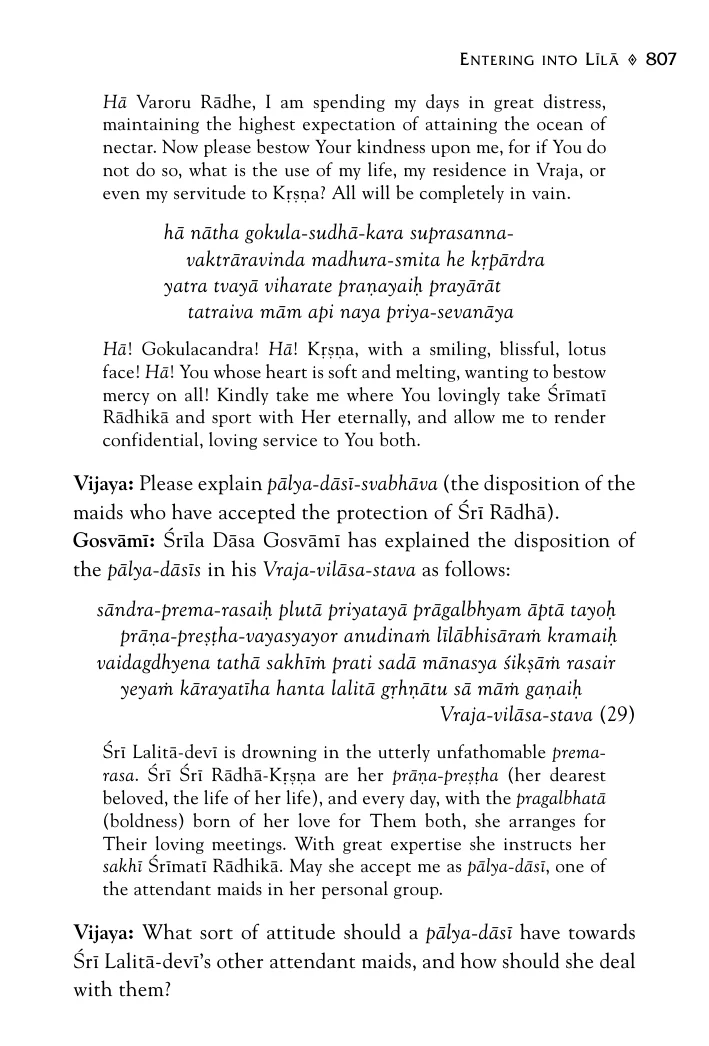 ENTERING INTO LĪLĀ ◈ 807
Hā Varoru Rādhe, I am spending my days in great distress,
maintaining the highest expectation of attaining the ocean of
nectar. Now please bestow Your kindness upon me, for if You do
not do so, what is the use of my life, my residence in Vraja, or
even my servitude to Kṛṣṇa? All will be completely in vain.
hā nātha gokula-sudhā-kara suprasanna-
vaktrāravinda madhura-smita he kṛpārdra
yatra tvayā viharate praṇayaiḥ prayārāt
tatraiva mām api naya priya-sevanāya
Hā! Gokulacandra! Hā! Kṛṣṇa, with a smiling, blissful, lotus
face! Hā! You whose heart is soft and melting, wanting to bestow
mercy on all! Kindly take me where You lovingly take Śrīmatī
Rādhikā and sport with Her eternally, and allow me to render
confidential, loving service to You both.
Vijaya: Please explain pālya-dāsī-svabhāva (the disposition of the
maids who have accepted the protection of Śrī Rādhā).
Gosvāmī: Śrīla Dāsa Gosvāmī has explained the disposition of
the pālya-dāsīs in his Vraja-vilāsa-stava as follows:
sāndra-prema-rasaiḥ plutā priyatayā prāgalbhyam āptā tayoḥ
prāṇa-preṣṭha-vayasyayor anudinaṁ līlābhisāraṁ kramaiḥ
vaidagdhyena tathā sakhīṁ prati sadā mānasya śikṣāṁ rasair
yeyaṁ kārayatīha hanta lalitā gṛhṇātu sā māṁ gaṇaiḥ
Vraja-vilāsa-stava (29)
Śrī Lalitā-devī is drowning in the utterly unfathomable prema-
rasa. Śrī Śrī Rādhā-Kṛṣṇa are her prāṇa-preṣṭha (her dearest
beloved, the life of her life), and every day, with the pragalbhatā
(boldness) born of her love for Them both, she arranges for
Their loving meetings. With great expertise she instructs her
sakhī Śrīmatī Rādhikā. May she accept me as pālya-dāsī, one of
the attendant maids in her personal group.
Vijaya: What sort of attitude should a pālya-dāsī have towards
Śrī Lalitā-devī's other attendant maids, and how should she deal
with them?